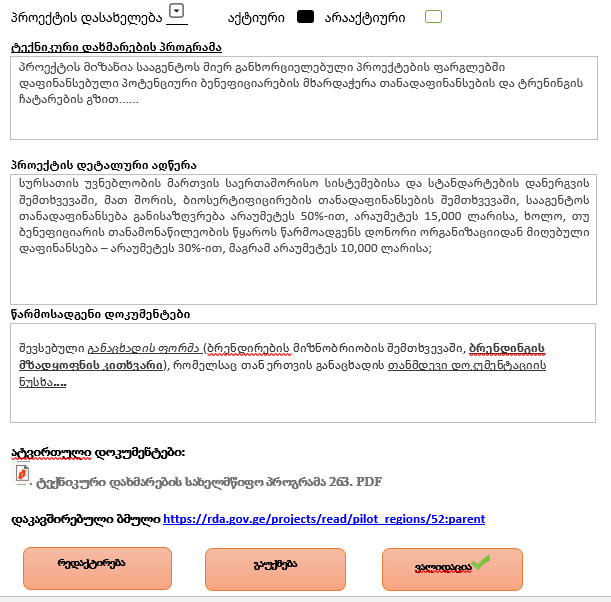 პროექტის დასახელება აქტიური არააქტიური
ტექნიკური დახმარების პროგრამა
პროექტის მიზანია სააგენტოს მიერ განხორციელებული პროექტების ფარგლებში
დაფინანსებული პოტენციური ბენეფიციარების მხარდაჭერა თანადაფინანსების და ტრენინგის
ჩატარების გზით......
პროექტის დეტალური აღწერა
სურსათის უვნებლობის მართვის საერთაშორისო სისტემებისა და სტანდარტების დანერგვის
შემთხვევაში, მათ შორის, ბიოსერტიფიცირების თანადაფინანსების შემთხვევაში, სააგენტოს
თანადაფინანსება განისაზღვრება არაუმეტეს 50%-ით, არაუმეტეს 15,000 ლარისა, ხოლო, თუ
ბენეფიციარის თანამონაწილეობის წყაროს წარმოადგენს დონორი ორგანიზაციიდან მიღებული
დაფინანსება – არაუმეტეს 30%-ით, მაგრამ არაუმეტეს 10,000 ლარისა;
წარმოსადგენი დოკუმენტები
შევსებული განაცხადის ფორმა (ბრენდირების მიზნობრიობის შემთხვევაში, ბრენდინგის
მზადყოფნის კითხვარი), რომელსაც თან ერთვის განაცხადის თანმდევი დოკუმენტაციის
ნუსხა....
ატვირთული დოკუმენტები:
. ტექნიკური დახმარების სახელმწიფო პროგრამა 263. PDF
დაკავშირებული ბმული https://rda.gov.ge/projects/read/pilot_regions/52:parent
რედაქტირება გაუქმება ვალიდაცია